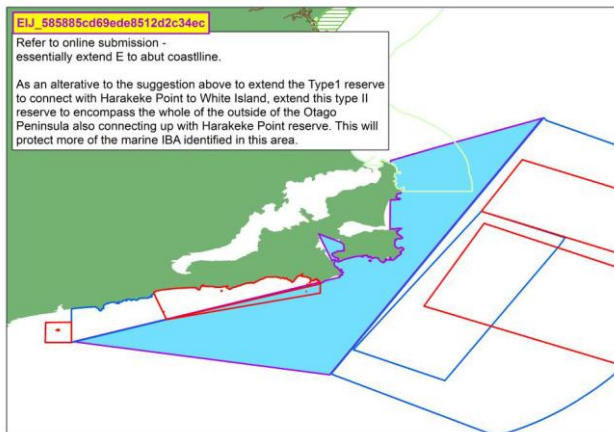 EIJ_585885cd69ede8512d2c34ec
Refer to online submission -
essentially extend E to abut coastlline.
As an alterative to the suggestion above to extend the Type1 reserve
to connect with Harakeke Point to White Island, extend this type II
reserve to encompass the whole of the outside of the Otago
Peninsula also connecting up with Harakeke Point reserve. This will
protect more of the marine IBA identified in this area.